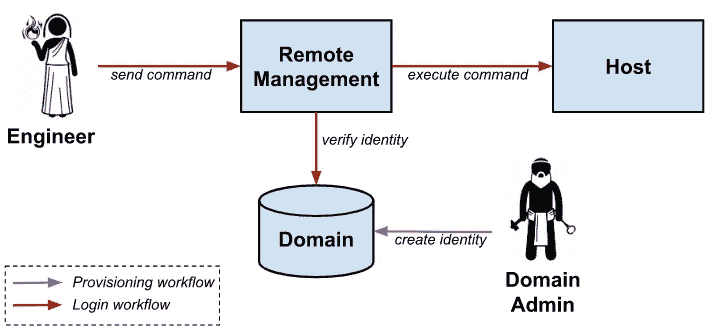 Engineer
send command
Remote
Management
execute command
Host
verify identity
Domain
create identity
Domain
Admin
Provisioning workflow
Login workflow